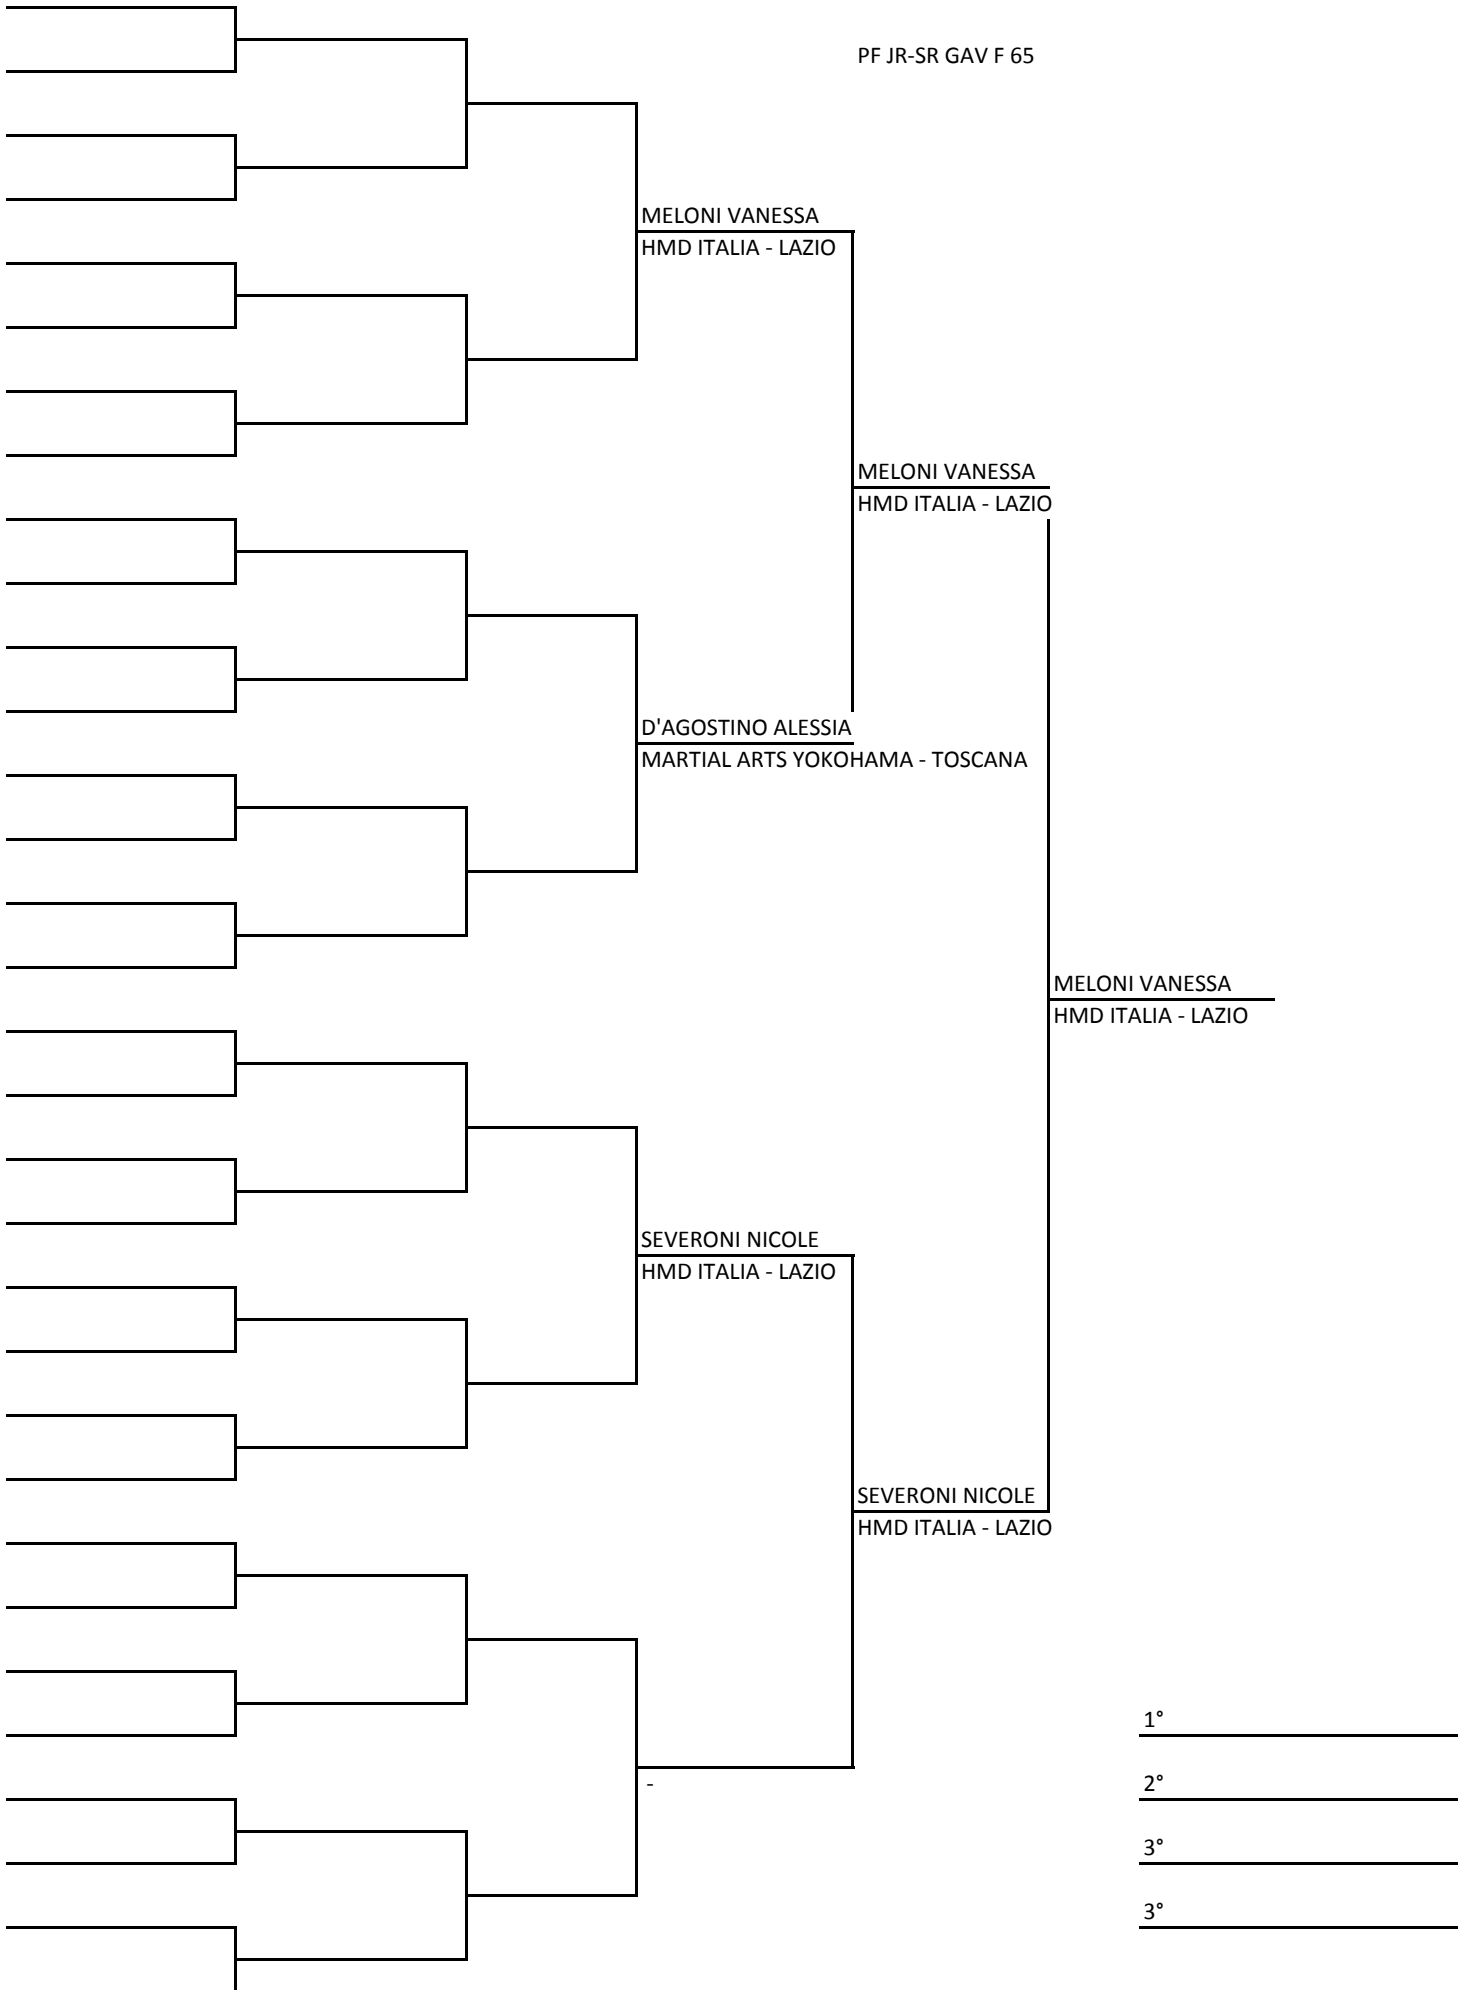 PF JR-SR GAV F 65
MELONI VANESSA
HMD ITALIA - LAZIO
MELONI VANESSA
HMD ITALIA - LAZIO
D'AGOSTINO ALESSIA
MARTIAL ARTS YOKOHAMA - TOSCANA
MELONI VANESSA
HMD ITALIA - LAZIO
SEVERONI NICOLE
HMD ITALIA - LAZIO
SEVERONI NICOLE
HMD ITALIA - LAZIO
1°
2°
-
3°
3°